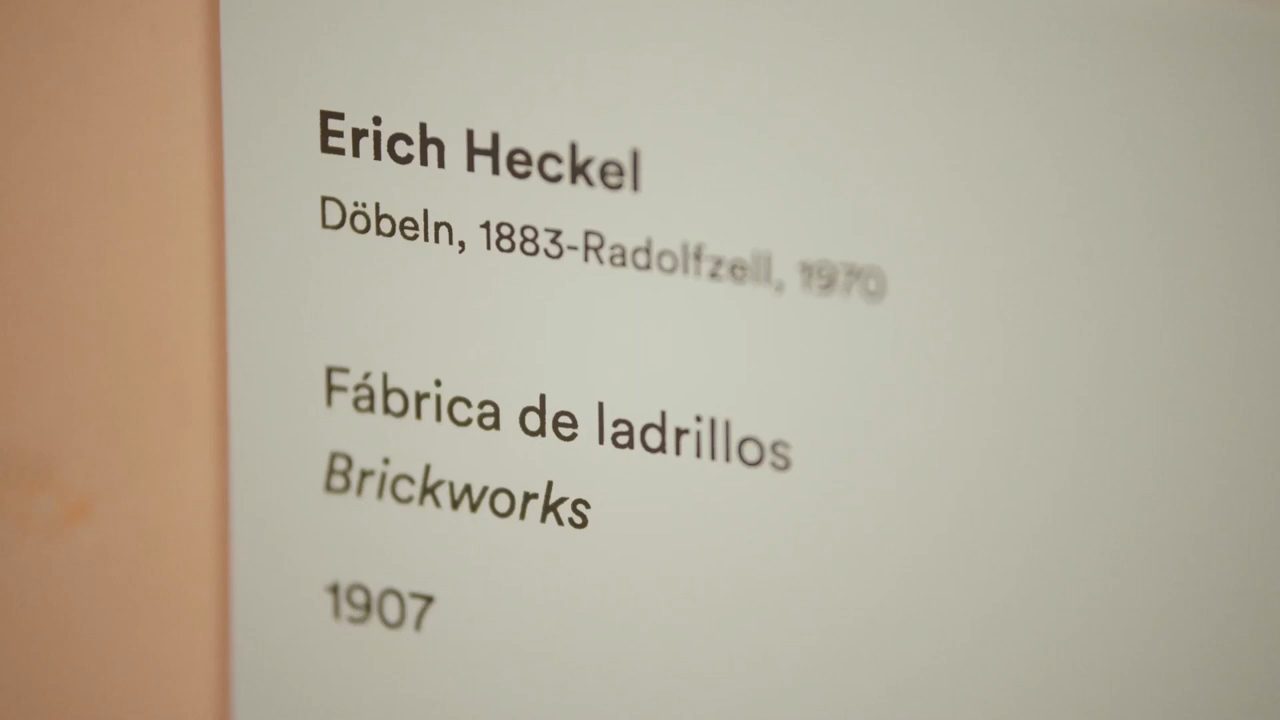 Erich Heckel
Döbeln, 1883-Radolfzell, 1970
Fábrica de ladrillos
Brickworks
1907